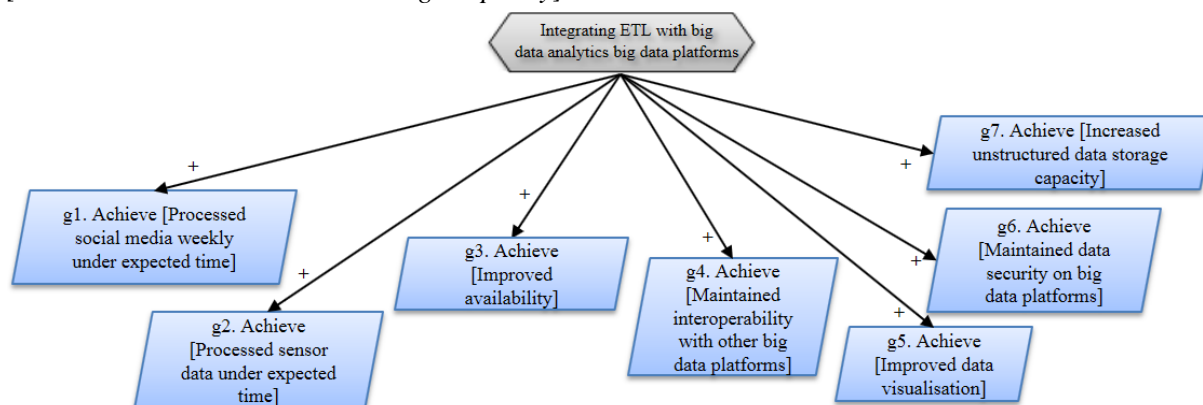 Integrating ETL with big
data analytics big data platforms
g7. Achieve [Increased
unstructured data storage
capacity]
+
+
g1. Achieve [Processed
social media weekly
under expected time]
+
g6. Achieve
[Maintained data
security on big
data platforms]
+
g3. Achieve
[Improved
availability]
+
g4. Achieve
[Maintained
interoperability
with other big
data platforms]
+
+
g2. Achieve
[Processed sensor
data under expected
time]
+
g5. Achieve
[Improved data
visualisation]